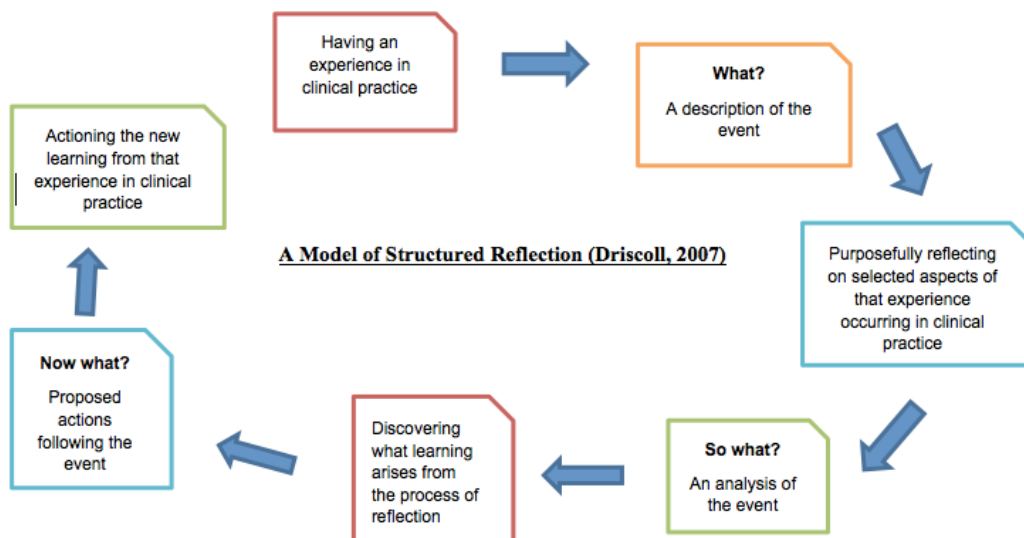 Having an
experience in
clinical practice
What?
A description of the
event
Purposefully reflecting
on selected aspects of
that experience
occurring in clinical
practice
So what?
An analysis of
the event
Discovering
what learning
arises from
the process of
reflection
Now what?
Proposed
actions
following the
event
Actioning the new
learning from that
experience in clinical
practice
A Model of Structured Reflection (Driscoll, 2007)